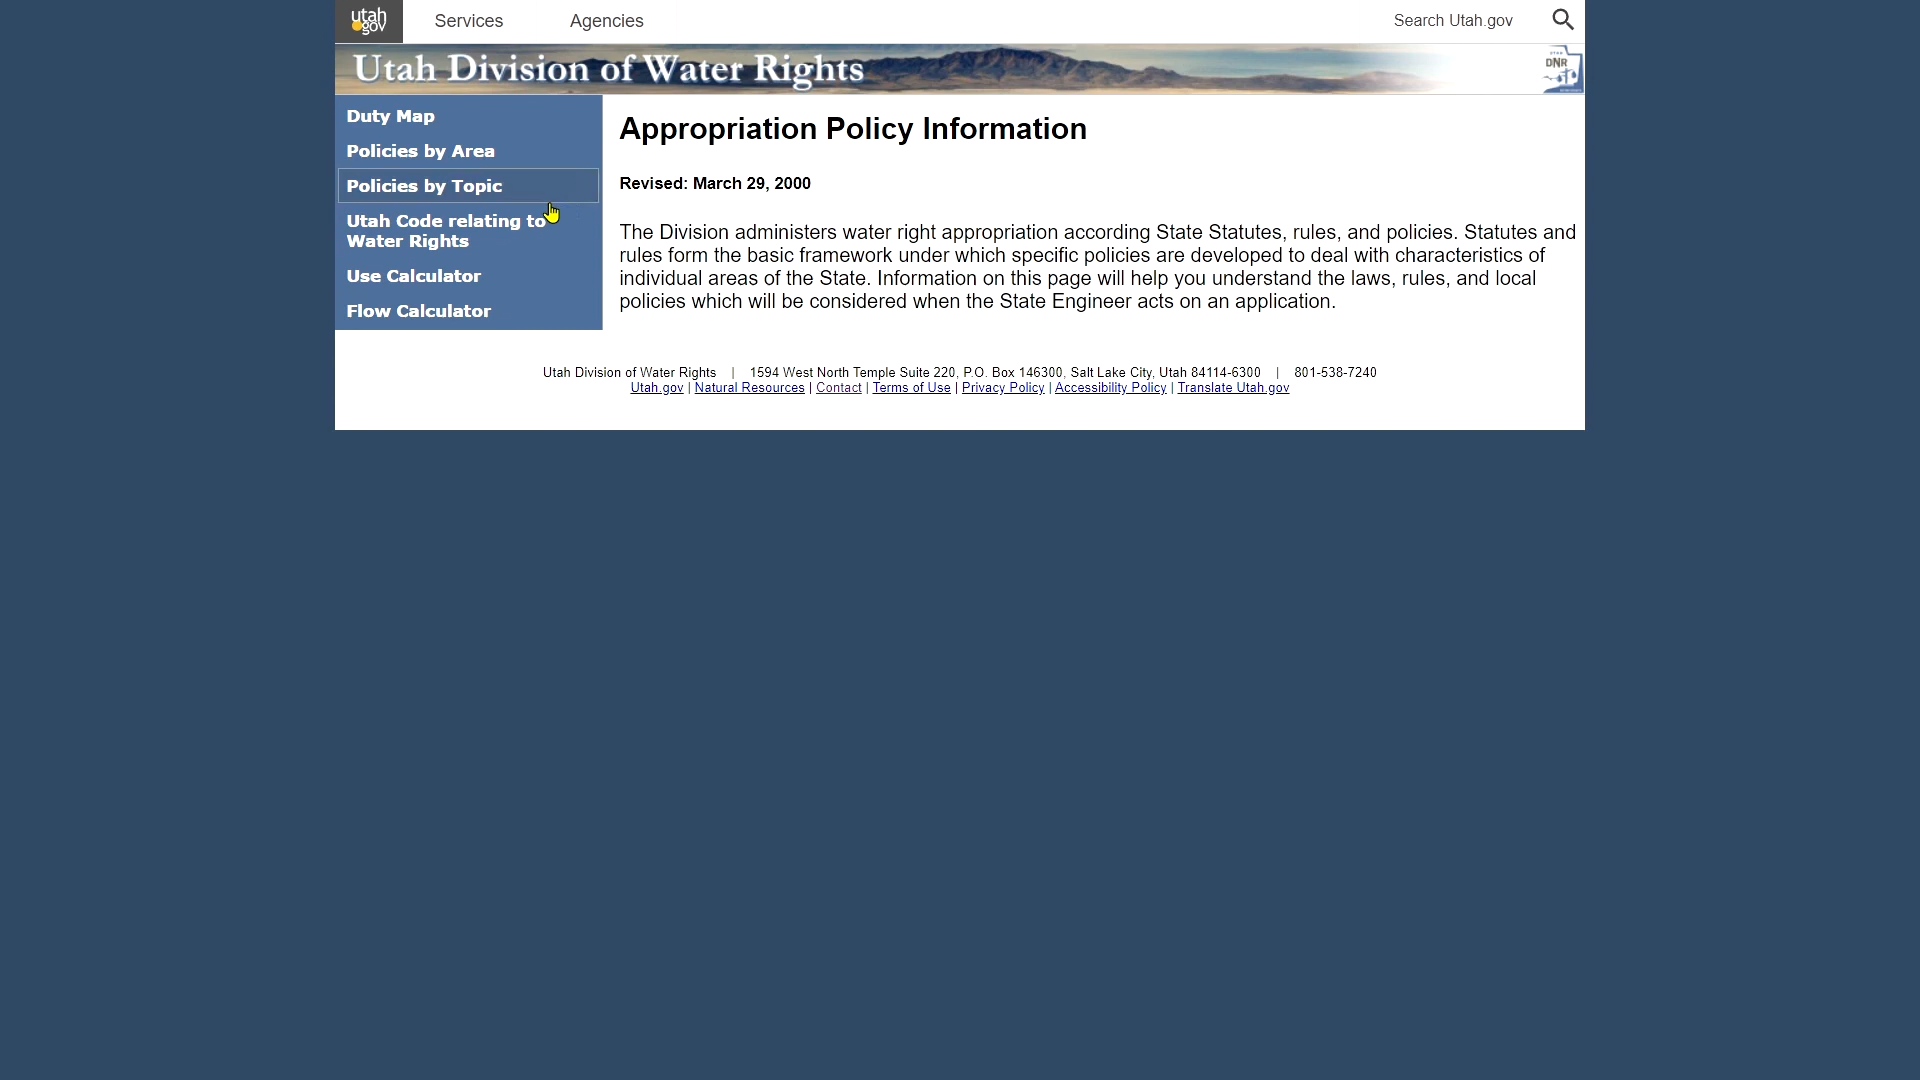 utah
gov
Services
Agencies
Search Utah.gov
Utah Division of Water Rights
UTAH
DNR
Duty Map
Policies by Area
Policies by Topic
Utah Code relating to
Water Rights
Use Calculator
Flow Calculator
Appropriation Policy Information
Revised: March 29, 2000
The Division administers water right appropriation according State Statutes, rules, and policies. Statutes and
rules form the basic framework under which specific policies are developed to deal with characteristics of
individual areas of the State. Information on this page will help you understand the laws, rules, and local
policies which will be considered when the State Engineer acts on an application.
Utah Division of Water Rights | 1594 West North Temple Suite 220, P.O. Box 146300, Salt Lake City, Utah 84114-6300 | 801-538-7240
Utah.gov | Natural Resources | Contact | Terms of Use | Privacy Policy | Accessibility Policy | Translate Utah.gov